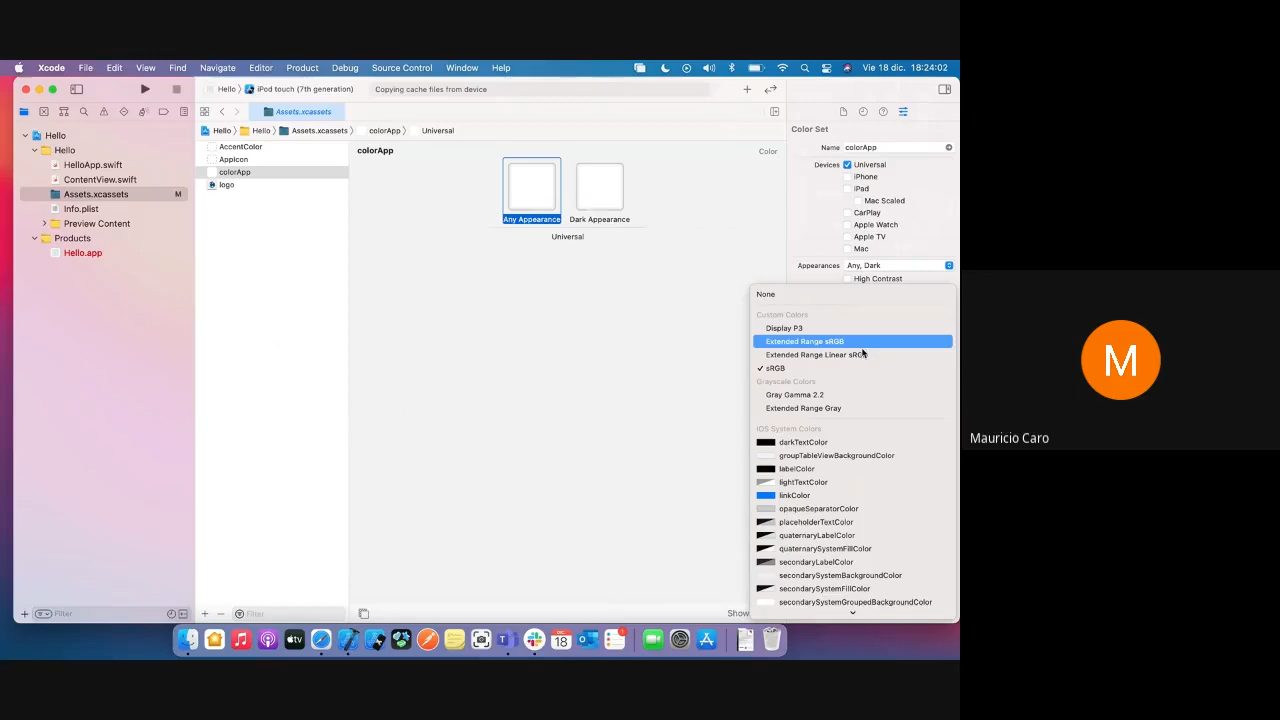 Xcode File Edit View Find Navigate Editor Product Debug Source Control Window Help Vie 18 dic. 18:24:02
Hello iPod touch (7th generation) Copying cache files from device
Assets.xcassets
Hello Hello Assets.xcassets colorApp Universal
Hello
Hello
HelloApp.swift
ContentView.swift
Assets.xcassets M
Info.plist
Preview Content
Products
Hello.app
Filter
AccentColor
AppIcon
colorApp
logo
Filter
colorApp
Color
Any Appearance
Dark Appearance
Universal
Show
Color Set
Name colorApp
Devices Universal
iPhone
iPad
Mac Scaled
CarPlay
Apple Watch
Apple TV
Mac
Appearances Any, Dark
High Contrast
None
Custom Colors
Display P3
Extended Range sRGB
Extended Range Linear sRGB
sRGB
Grayscale Colors
Gray Gamma 2.2
Extended Range Gray
iOS System Colors
darkTextColor
groupTableViewBackgroundColor
labelColor
lightTextColor
linkColor
opaqueSeparatorColor
placeholderTextColor
quaternaryLabelColor
quaternarySystemFillColor
secondaryLabelColor
secondarySystemBackgroundColor
secondarySystemFillColor
secondarySystemGroupedBackgroundColor
tv
DIC
18
1
M
Mauricio Caro